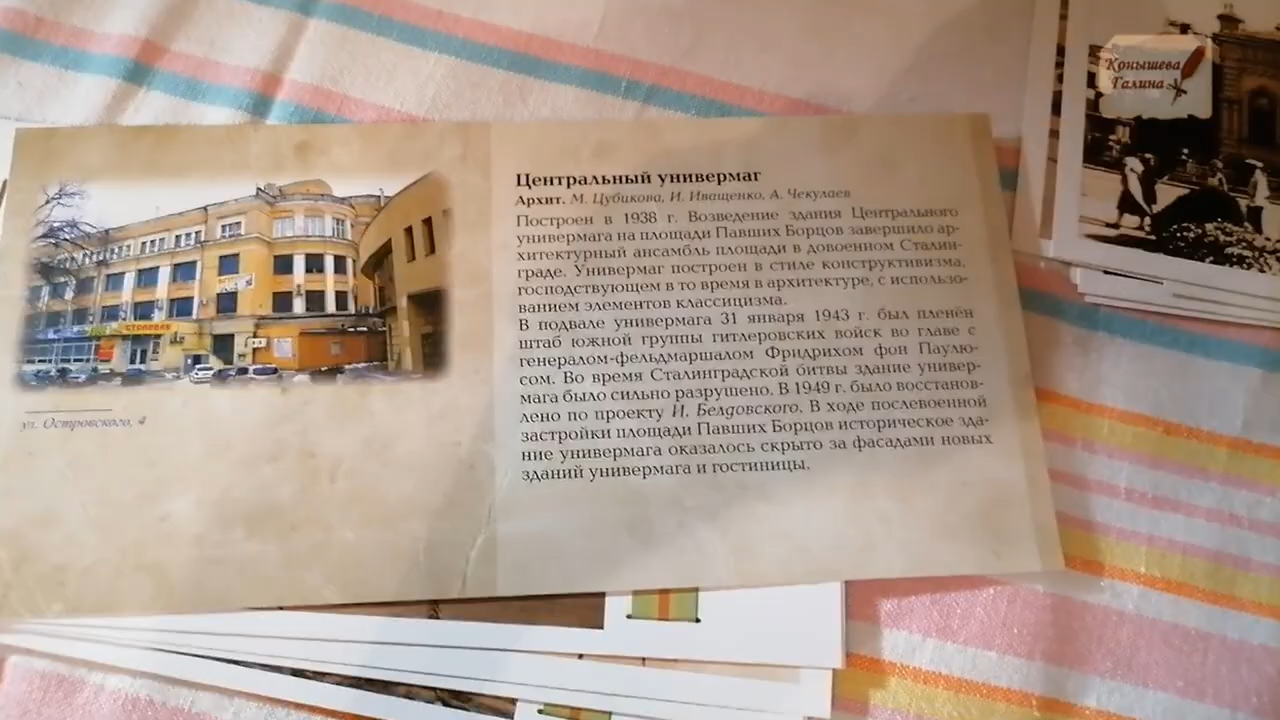 Конышева
Галина
Центральный универмаг
Архит. М. Цубикова, И. Иващенко, А. Чекулаев
Построен в 1938 г. Возведение здания Центрального
универмага на площади Павших Борцов завершило ар-
хитектурный ансамбль площади в довоенном Сталин-
граде. Универмаг построен в стиле конструктивизма,
господствующем в то время в архитектуре, с использо-
ванием элементов классицизма.
В подвале универмага 31 января 1943 г. был пленён
штаб южной группы гитлеровских войск во главе с
генералом-фельдмаршалом Фридрихом фон Паулю-
сом. Во время Сталинградской битвы здание универ-
мага было сильно разрушено. В 1949 г. было восстанов-
лено по проекту И. Белдовского. В ходе послевоенной
застройки площади Павших Борцов историческое зда-
ние универмага оказалось скрыто за фасадами новых
зданий универмага и гостиницы.
СТОЛОВАЯ
ул. Островского, 4